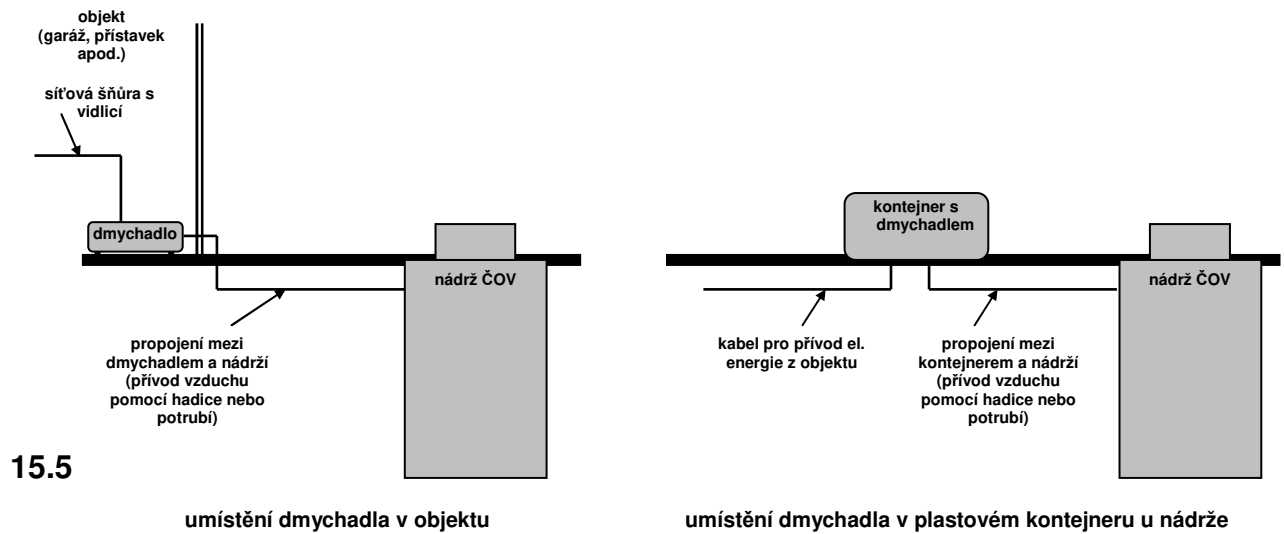 objekt
(garáž, přístavek
apod.)
síťová šňůra s
vidlicí
dmychadlo
nádrž ČOV
propojení mezi
dmychadlem a nádrží
(přívod vzduchu
pomocí hadice nebo
potrubí)
kontejner s
dmychadlem
nádrž ČOV
kabel pro přívod el.
energie z objektu
propojení mezi
kontejnerem a nádrží
(přívod vzduchu
pomocí hadice nebo
potrubí)
15.5
umístění dmychadla v objektu
umístění dmychadla v plastovém kontejneru u nádrže